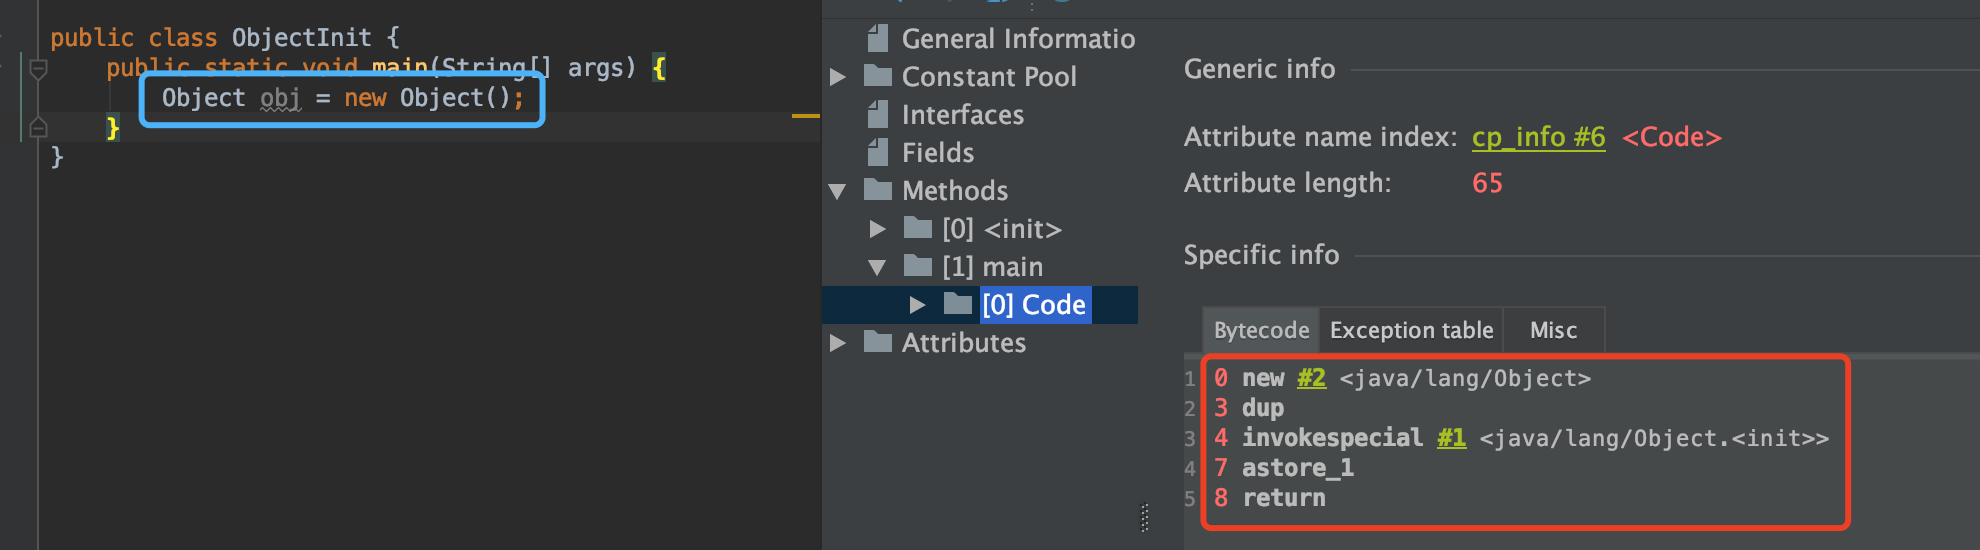 public class ObjectInit {
public static void main(String[] args) {
Object obj = new Object();
}
}
General Informatio
Constant Pool
Interfaces
Fields
Methods
[0] <init>
[1] main
[0] Code
Attributes
Generic info
Attribute name index: cp_info #6 <Code>
Attribute length: 65
Specific info
Bytecode Exception table Misc
1 0 new #2 <java/lang/Object>
2 3 dup
3 4 invokespecial #1 <java/lang/Object.<init>>
4 7 astore_1
5 8 return